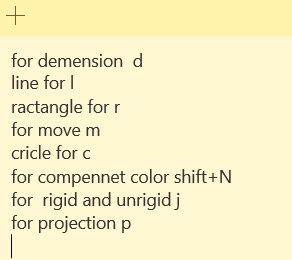 for demension  d
line for l
ractangle for r
for move m
cricle for c
for compennet color shift+N
for  rigid and unrigid j
for projection p